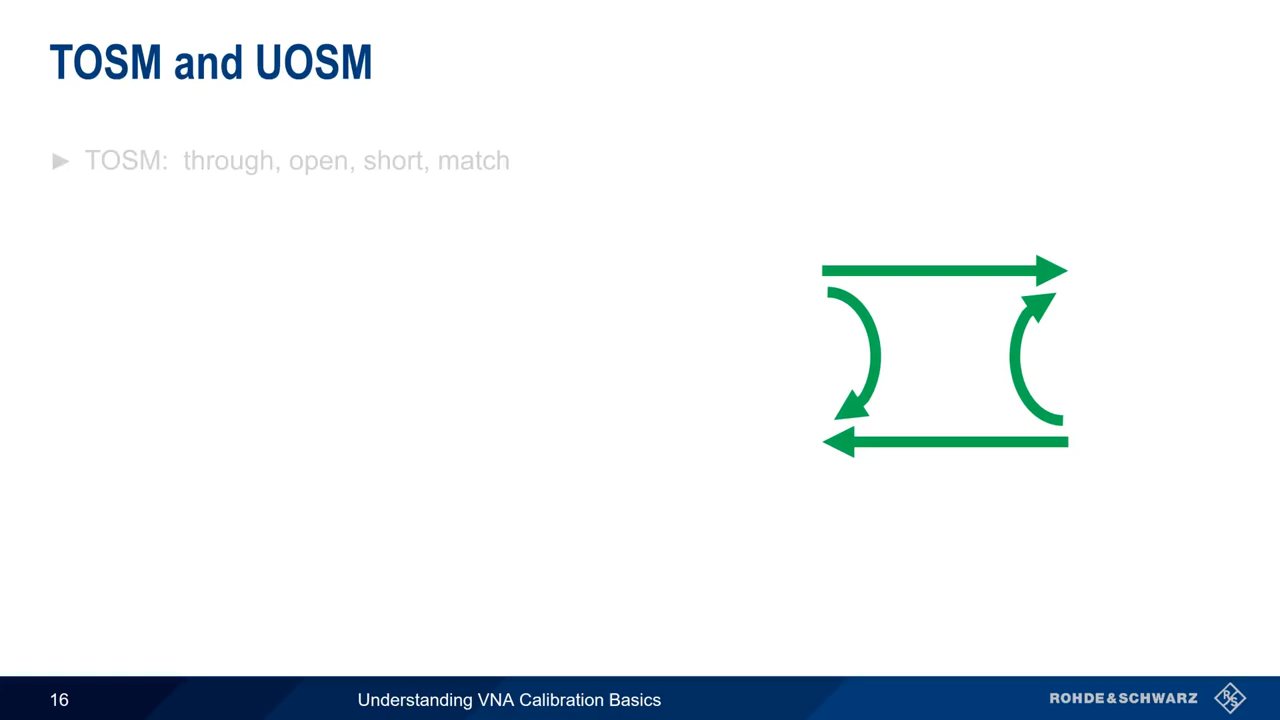 TOSM and UOSM
► TOSM: through, open, short, match
16
Understanding VNA Calibration Basics
ROHDE & SCHWARZ
R S